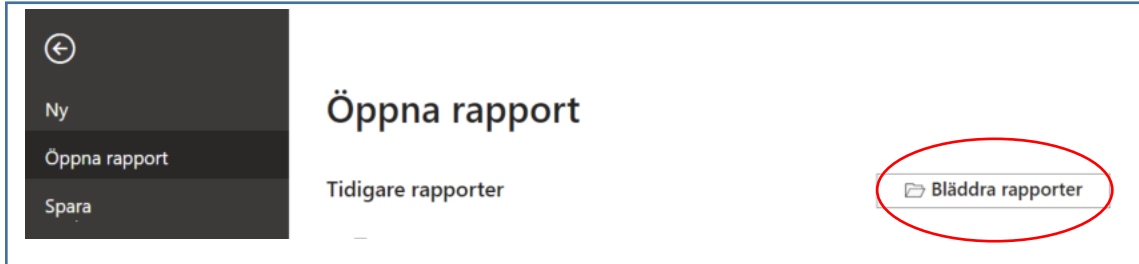 Ny
Öppna rapport
Spara
Öppna rapport
Tidigare rapporter
Bläddra rapporter